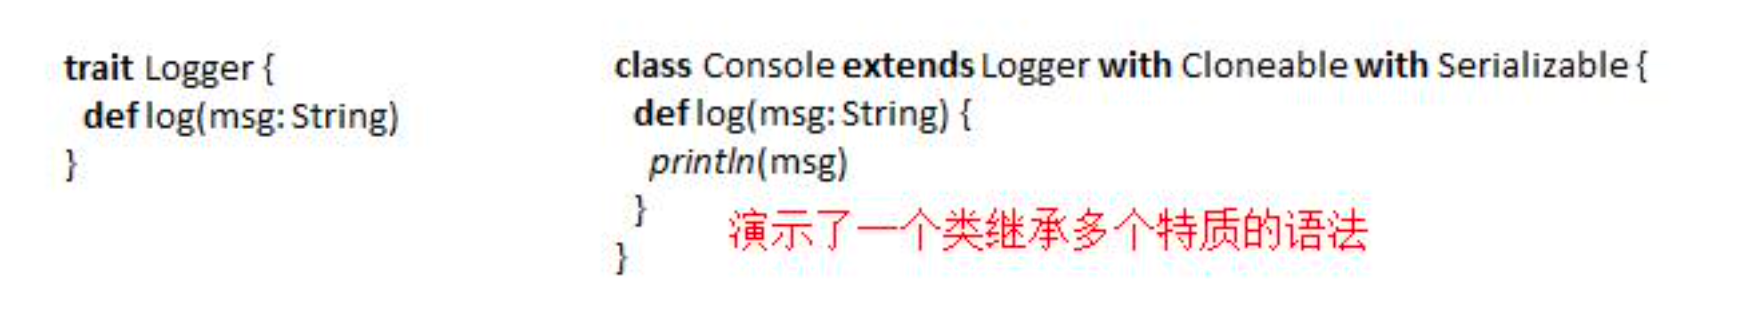 trait Logger {
def log(msg: String)
}
class Console extends Logger with Cloneable with Serializable {
def log(msg: String) {
println(msg)
}
演示了一个类继承多个特质的语法
}